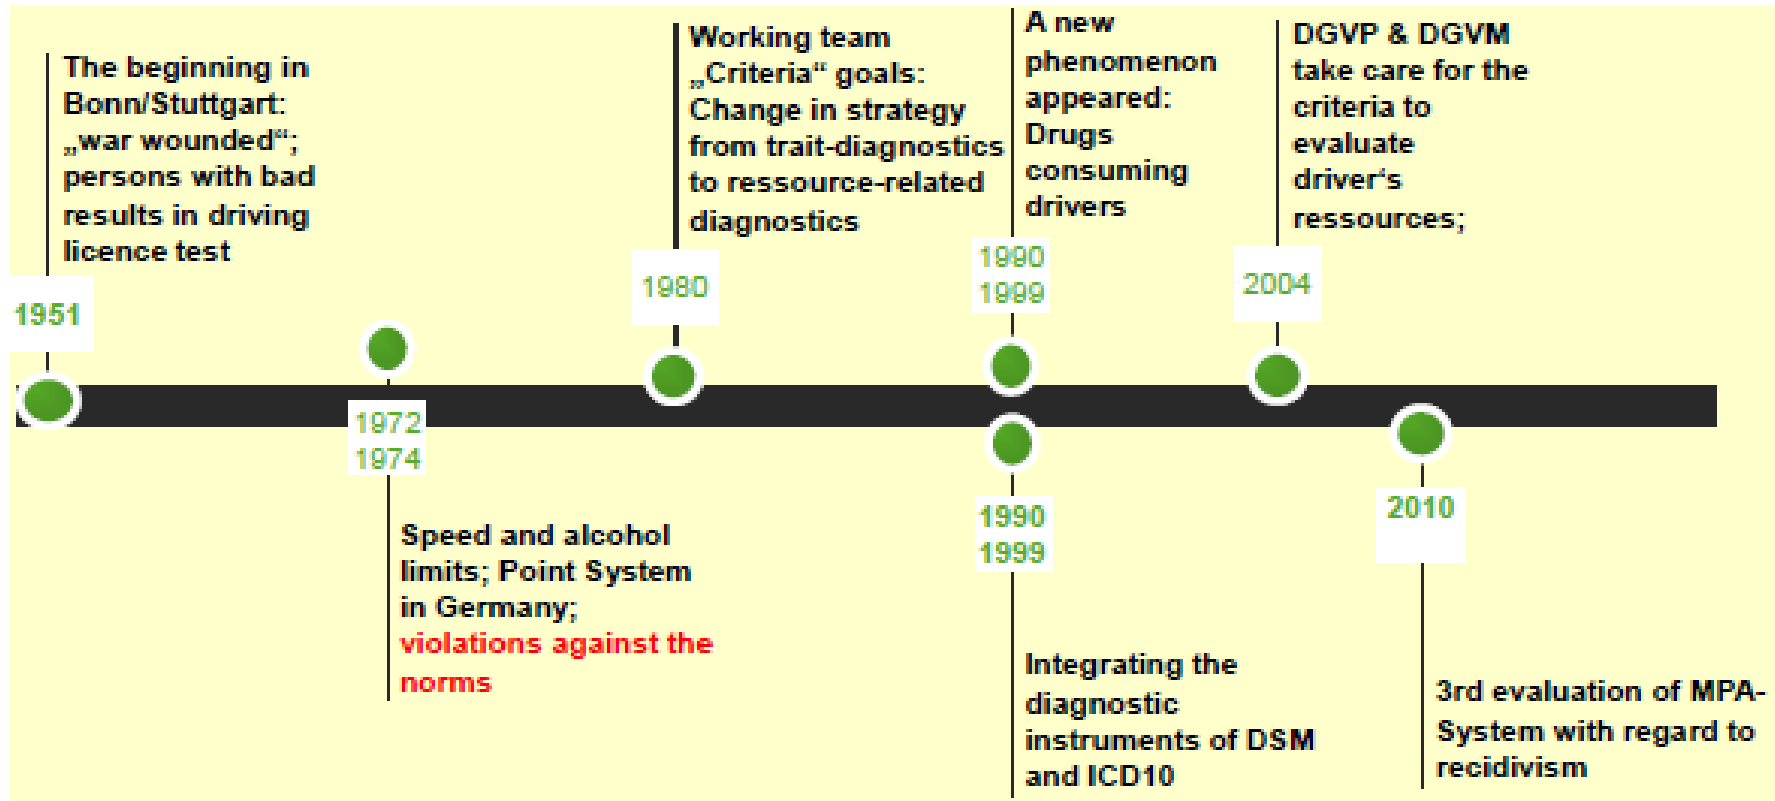 The beginning in
Bonn/Stuttgart:
„war wounded“;
persons with bad
results in driving
licence test
1951
1972
1974
Speed and alcohol
limits; Point System
in Germany;
violations against the
norms
Working team
„Criteria“ goals:
Change in strategy
from trait-diagnostics
to ressource-related
diagnostics
1980
A new
phenomenon
appeared:
Drugs
consuming
drivers
1990
1999
1990
1999
Integrating the
diagnostic
instruments of DSM
and ICD10
DGVP & DGVM
take care for the
criteria to
evaluate
driver‘s
ressources;
2004
2010
3rd evaluation of MPA-
System with regard to
recidivism